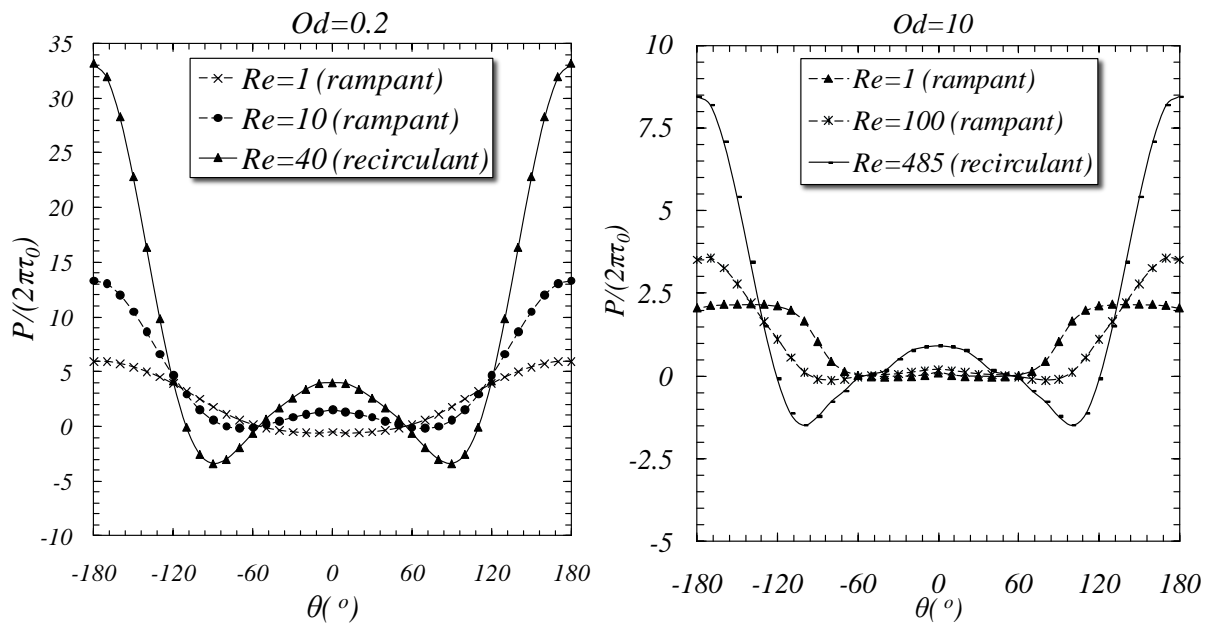 Od=0.2
35
30
25
20
15
10
5
0
-5
-10
P/(2πτ0)
Re=1 (rampant)
Re=10 (rampant)
Re=40 (recirculant)
-180 -120 -60 0 60 120 180
θ( º)
Od=10
10
7.5
5
2.5
0
-2.5
-5
P/(2πτ0)
Re=1 (rampant)
Re=100 (rampant)
Re=485 (recirculant)
-180 -120 -60 0 60 120 180
θ( º)